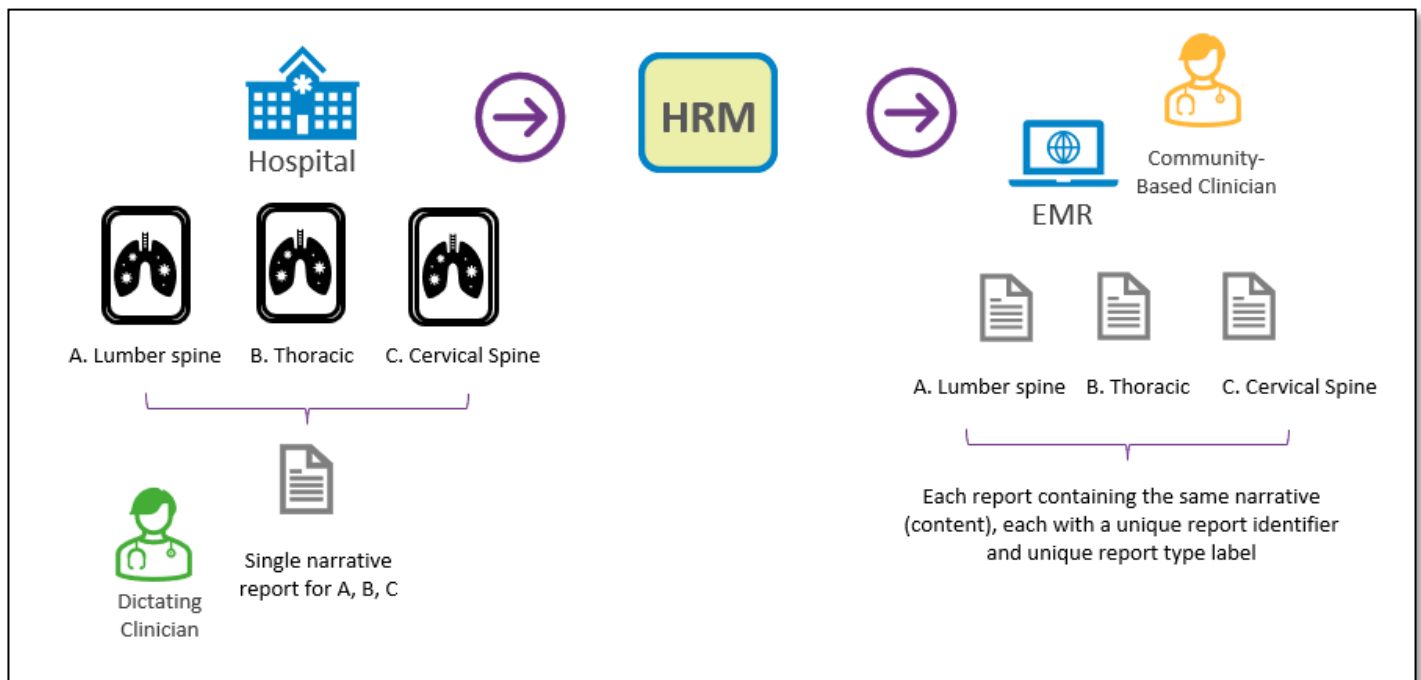 Hospital
HRM
Community-
Based Clinician
EMR
A. Lumber spine
B. Thoracic
C. Cervical Spine
Single narrative
report for A, B, C
Dictating
Clinician
A. Lumber spine
B. Thoracic
C. Cervical Spine
Each report containing the same narrative
(content), each with a unique report identifier
and unique report type label